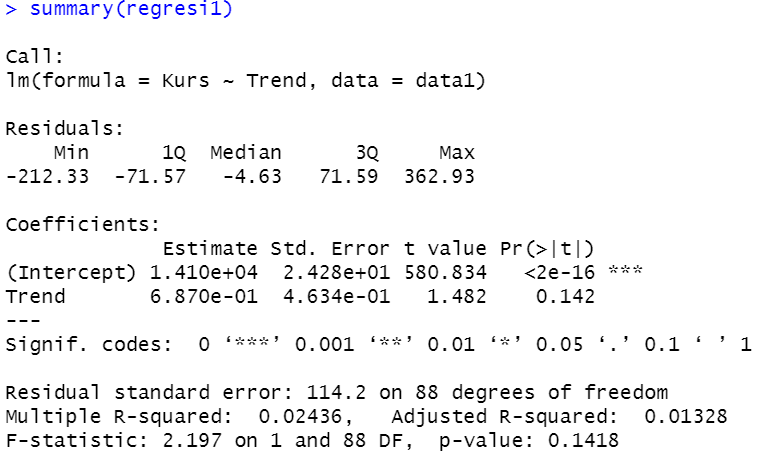 > summary(regresi1)
Call:
lm(formula = Kurs ~ Trend, data = data1)
Residuals:
    Min      1Q  Median      3Q     Max
-212.33  -71.57   -4.63   71.59  362.93
Coefficients:
             Estimate Std. Error t value Pr(>|t|)
(Intercept) 1.410e+04  2.428e+01 580.834   <2e-16 ***
Trend       6.870e-01  4.634e-01   1.482    0.142
---
Signif. codes:  0 ‘***’ 0.001 ‘**’ 0.01 ‘*’ 0.05 ‘.’ 0.1 ‘ ’ 1
Residual standard error: 114.2 on 88 degrees of freedom
Multiple R-squared:  0.02436,   Adjusted R-squared:  0.01328
F-statistic: 2.197 on 1 and 88 DF,  p-value: 0.1418